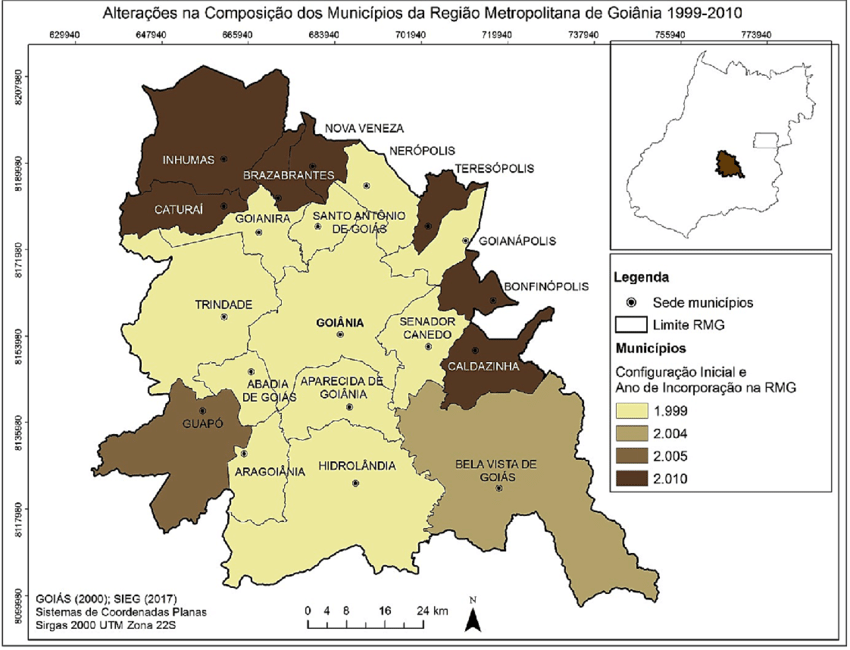 Alterações na Composição dos Municípios da Região Metropolitana de Goiânia 1999-2010
629940
647940
665940
683940
701940
719940
737940
755940
773940
8207980
8189980
8171980
8153980
8135980
8117980
8099980
NOVA VENEZA
NERÓPOLIS
INHUMAS
BRAZABRANTES
TERESÓPOLIS
CATURAÍ
GOIANIRA
SANTO ANTÔNIO
DE GOIÁS
GOIANÁPOLIS
BONFINÓPOLIS
TRINDADE
GOIÂNIA
SENADOR
CANEDO
CALDAZINHA
ABADIA
DE GOIÁS
APARECIDA DE
GOIÂNIA
GUAPÓ
ARAGOIÂNIA
HIDROLÂNDIA
BELA VISTA DE
GOIÁS
Legenda
Sede municípios
Limite RMG
Municípios
Configuração Inicial e
Ano de Incorporação na RMG
1.999
2.004
2.005
2.010
GOIÁS (2000); SIEG (2017)
Sistemas de Coordenadas Planas
Sirgas 2000 UTM Zona 22S
0 4 8 16 24 km
N